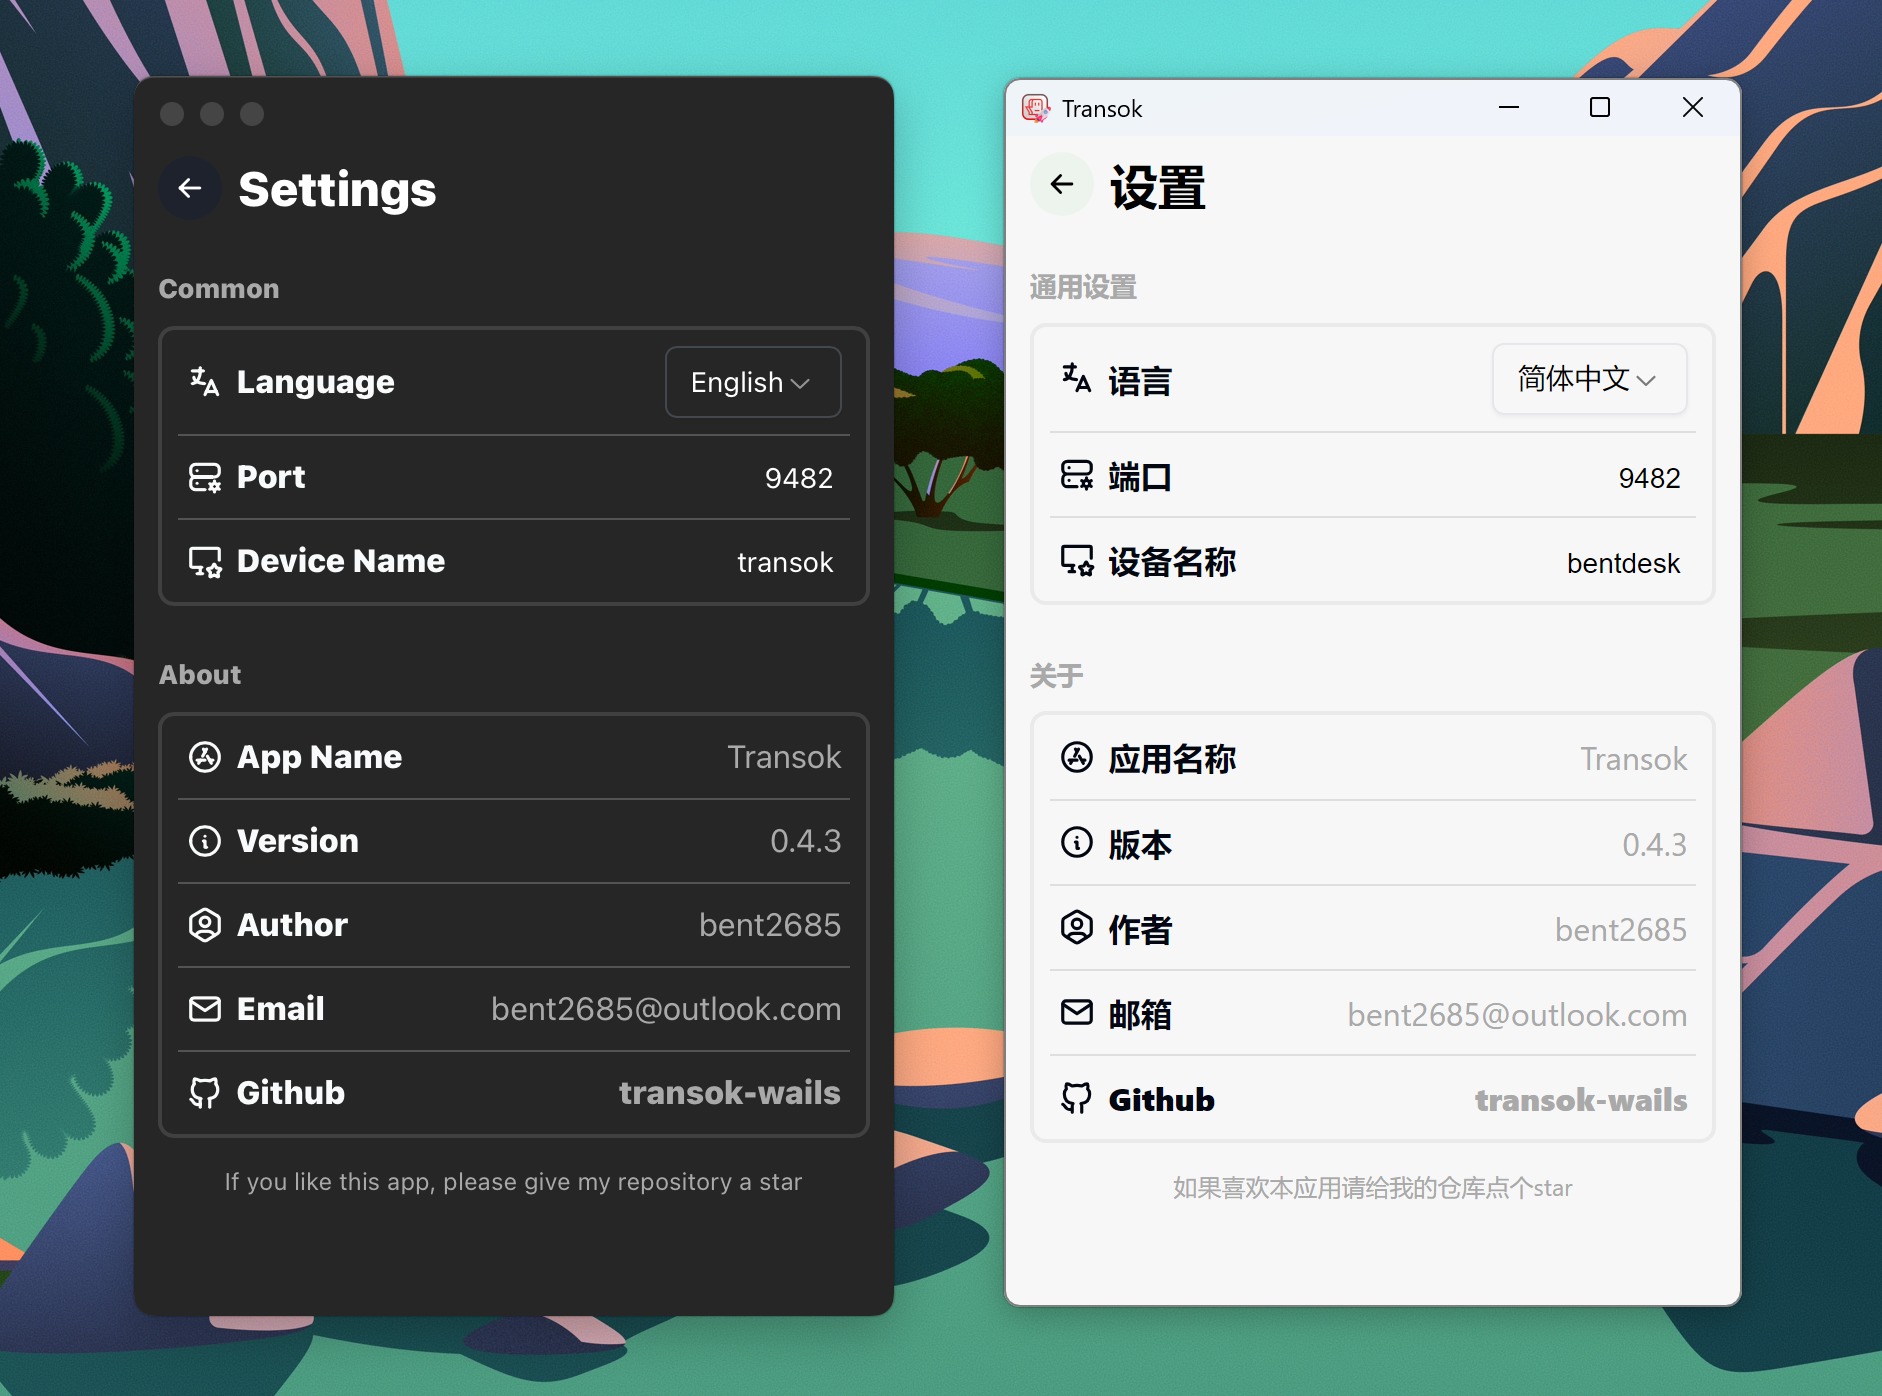 Settings
Common
Language English
Port 9482
Device Name transok
About
App Name Transok
Version 0.4.3
Author bent2685
Email bent2685@outlook.com
Github transok-wails
If you like this app, please give my repository a star
Transok
设置
通用设置
语言 简体中文
端口 9482
设备名称 bentdesk
关于
应用名称 Transok
版本 0.4.3
作者 bent2685
邮箱 bent2685@outlook.com
Github transok-wails
如果喜欢本应用请给我的仓库点个star